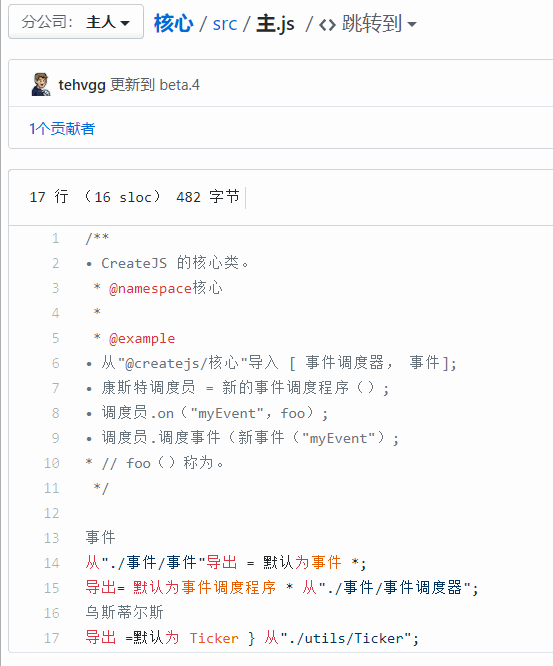 分公司： 主人 核心 / src / 主.js / <> 跳转到
tehvgg 更新到 beta.4
1个贡献者
17 行 （16 sloc） 482 字节
1 /**
2 • CreateJS 的核心类。
3 * @namespace核心
4 *
5 * @example
6 • 从"@createjs/核心"导入 [ 事件调度器， 事件];
7 • 康斯特调度员 = 新的事件调度程序（）;
8 • 调度员.on（"myEvent"，foo）;
9 • 调度员.调度事件（新事件（"myEvent"）;
10 * // foo（）称为。
11 */
12
13 事件
14 从"./事件/事件"导出 = 默认为事件 *;
15 导出= 默认为事件调度程序 * 从"./事件/事件调度器";
16 乌斯蒂尔斯
17 导出 =默认为 Ticker } 从"./utils/Ticker";